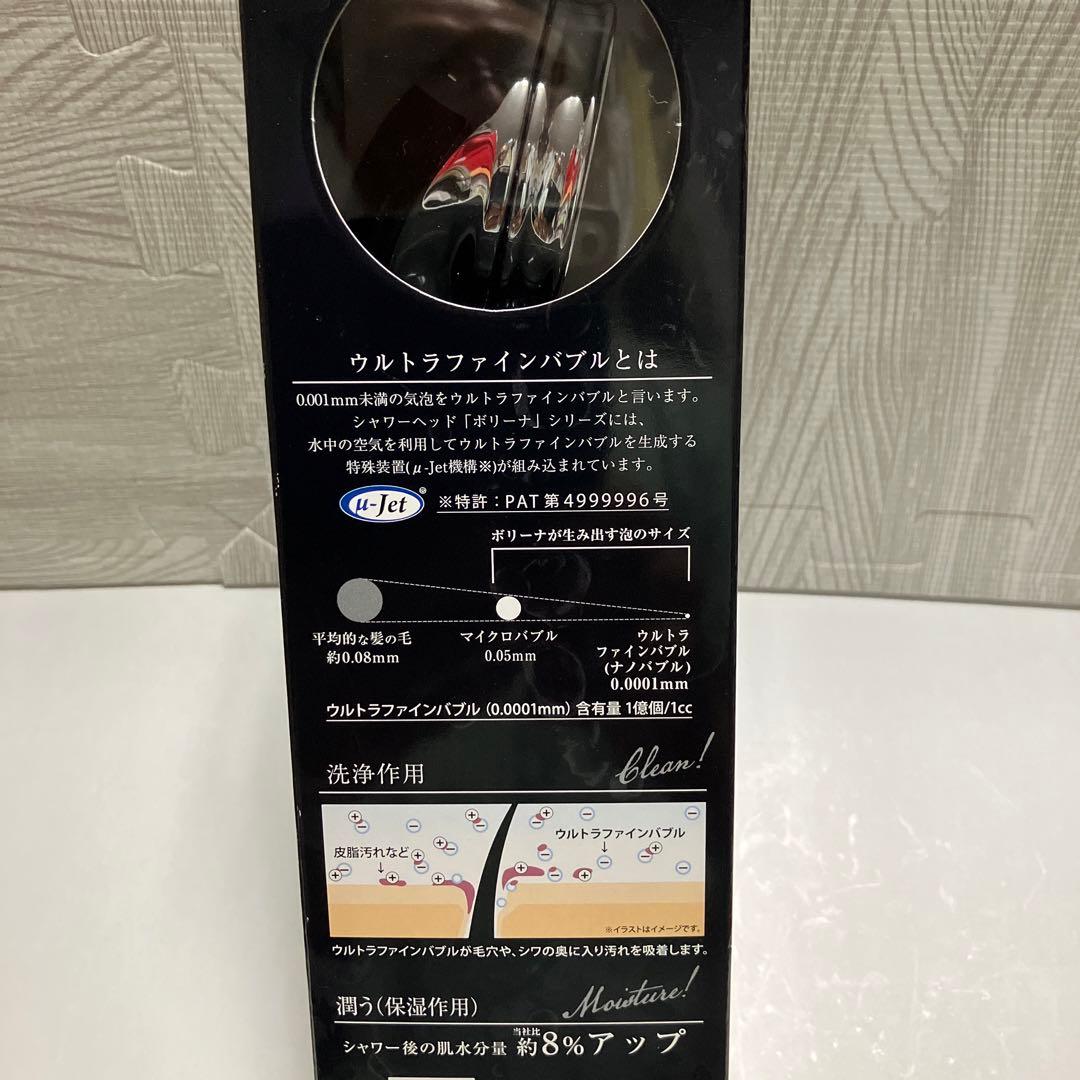 ウルトラファインバブルとは
0.001mm未満の気泡をウルトラファインバブルと言います。
シャワーヘッド「ボリーナ」シリーズには、
水中の空気を利用してウルトラファインバブルを生成する
特殊装置(μ-Jet機構※)が組み込まれています。
μ-Jet® ※特許：PAT第4999996号
ボリーナが生み出す泡のサイズ
平均的な髪の毛
約0.08mm
マイクロバブル
0.05mm
ウルトラ
ファインバブル
(ナノバブル)
0.0001mm
ウルトラファインバブル（0.0001mm）含有量 1億個/1cc
洗浄作用 Clean!
ウルトラファインバブル
皮脂汚れなど
※イラストはイメージです。
ウルトラファインバブルが毛穴や、シワの奥に入り汚れを吸着します。
潤う（保湿作用） Moisture!
シャワー後の肌水分量 当社比 約8%アップ